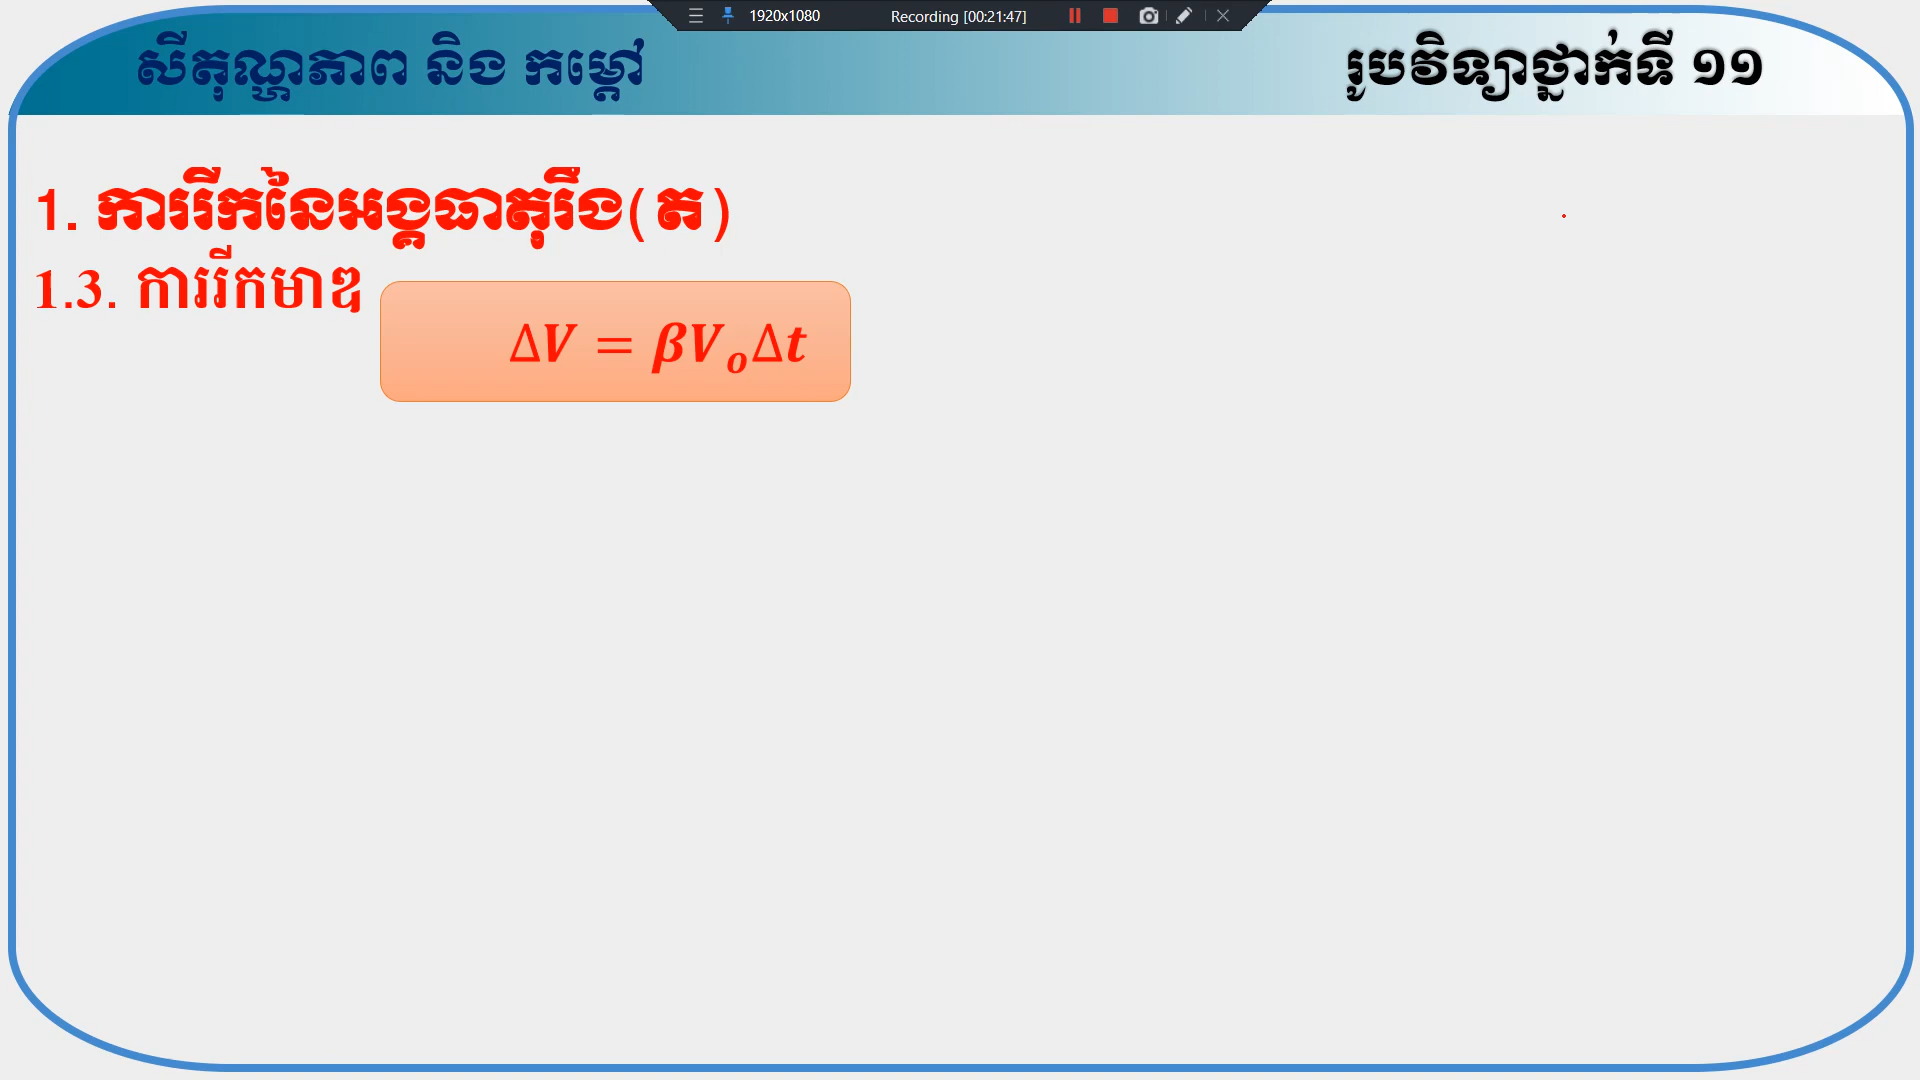 1920x1080 Recording [00:21:47]
សីតុណ្ហភាព និង កម្ដៅ
រូបវិទ្យាថ្នាក់ទី ១១
1. ការរីកនៃអង្គធាតុរឹង(ត)
1.3. ការរីកមាឌ
ΔV = βVₒΔt